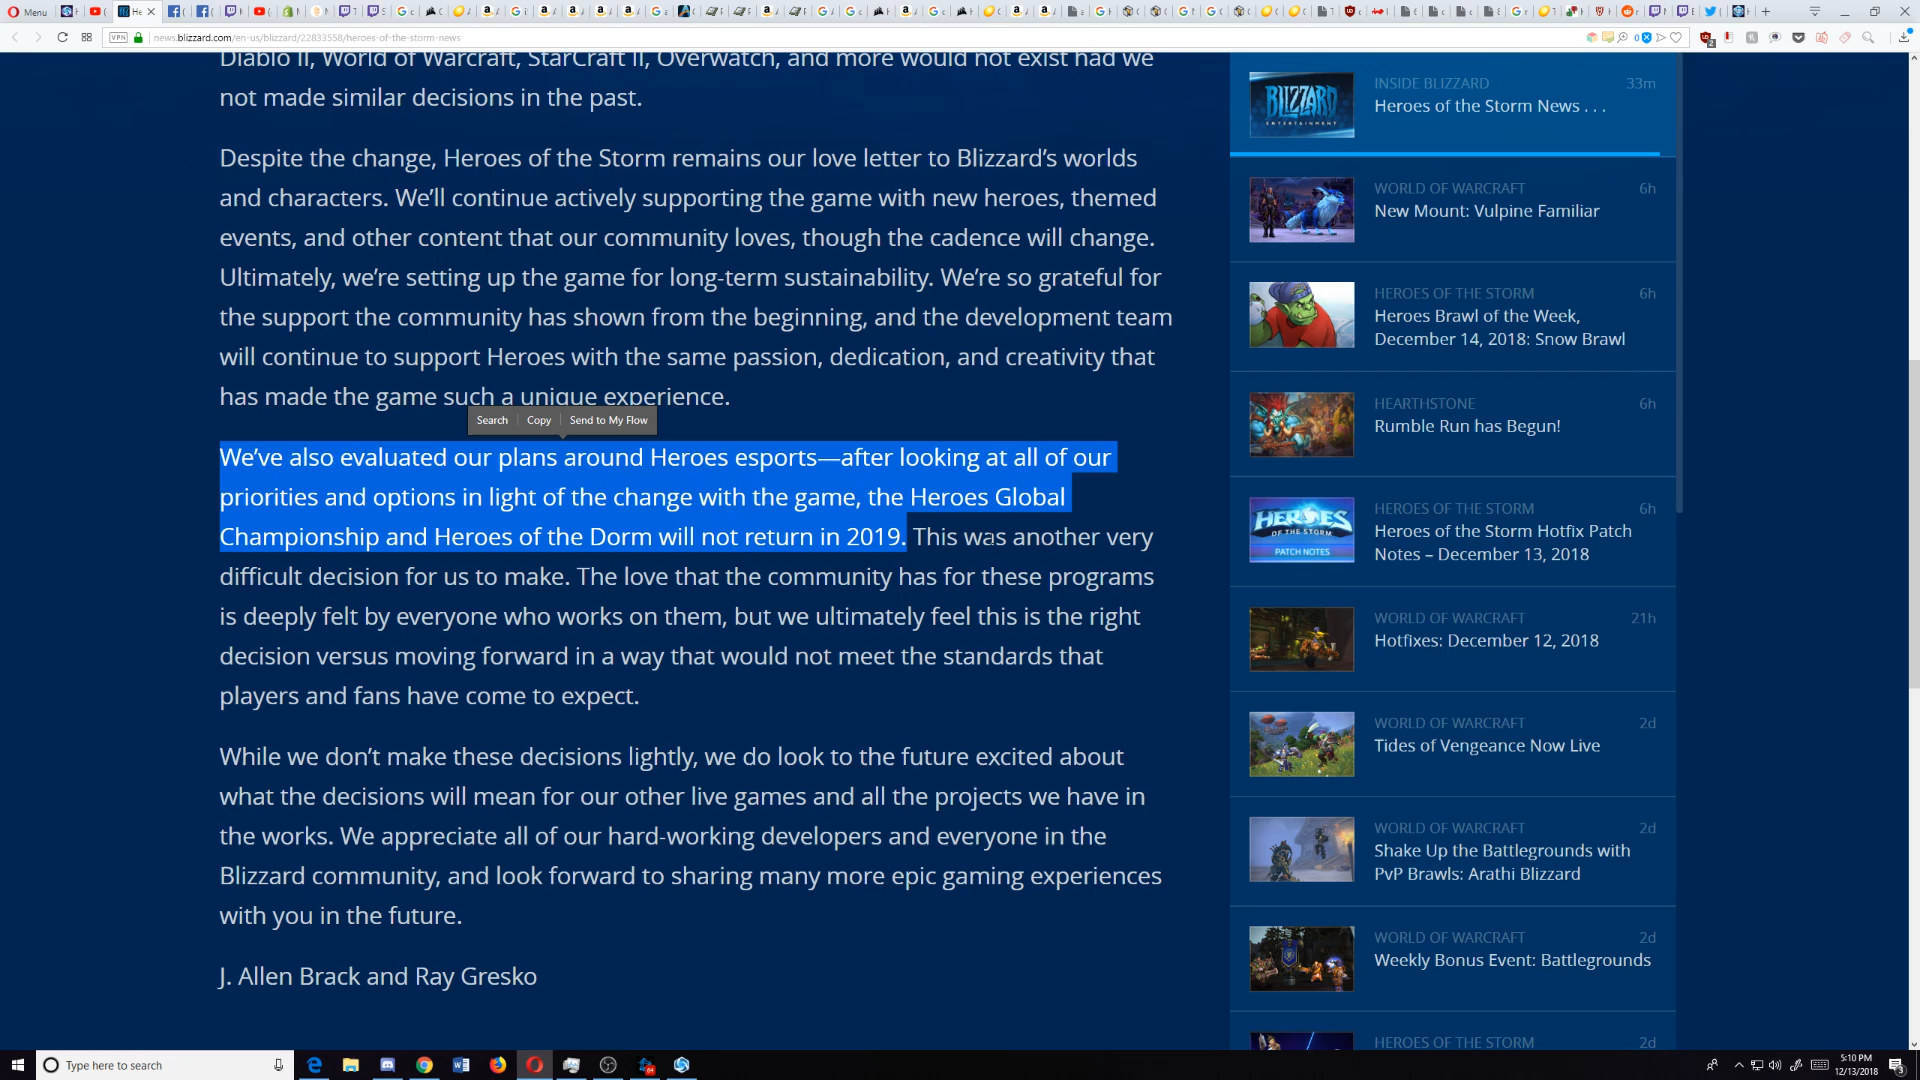 Menu
He
VPN
news.blizzard.com/en-us/blizzard/22833558/heroes-of-the-storm-news
Diablo II, World of Warcraft, StarCraft II, Overwatch, and more would not exist had we
not made similar decisions in the past.
Despite the change, Heroes of the Storm remains our love letter to Blizzard’s worlds
and characters. We’ll continue actively supporting the game with new heroes, themed
events, and other content that our community loves, though the cadence will change.
Ultimately, we’re setting up the game for long-term sustainability. We’re so grateful for
the support the community has shown from the beginning, and the development team
will continue to support Heroes with the same passion, dedication, and creativity that
has made the game such a unique experience.
Search
Copy
Send to My Flow
We’ve also evaluated our plans around Heroes esports—after looking at all of our
priorities and options in light of the change with the game, the Heroes Global
Championship and Heroes of the Dorm will not return in 2019. This was another very
difficult decision for us to make. The love that the community has for these programs
is deeply felt by everyone who works on them, but we ultimately feel this is the right
decision versus moving forward in a way that would not meet the standards that
players and fans have come to expect.
While we don’t make these decisions lightly, we do look to the future excited about
what the decisions will mean for our other live games and all the projects we have in
the works. We appreciate all of our hard-working developers and everyone in the
Blizzard community, and look forward to sharing many more epic gaming experiences
with you in the future.
J. Allen Brack and Ray Gresko
BLIZZARD
ENTERTAINMENT
INSIDE BLIZZARD 33m
Heroes of the Storm News . . .
WORLD OF WARCRAFT 6h
New Mount: Vulpine Familiar
HEROES OF THE STORM 6h
Heroes Brawl of the Week,
December 14, 2018: Snow Brawl
HEARTHSTONE 6h
Rumble Run has Begun!
HEROES
OF THE STORM
PATCH NOTES
HEROES OF THE STORM 6h
Heroes of the Storm Hotfix Patch
Notes – December 13, 2018
WORLD OF WARCRAFT 21h
Hotfixes: December 12, 2018
WORLD OF WARCRAFT 2d
Tides of Vengeance Now Live
WORLD OF WARCRAFT 2d
Shake Up the Battlegrounds with
PvP Brawls: Arathi Blizzard
WORLD OF WARCRAFT 2d
Weekly Bonus Event: Battlegrounds
HEROES OF THE STORM 2d
Type here to search
5:10 PM
12/13/2018